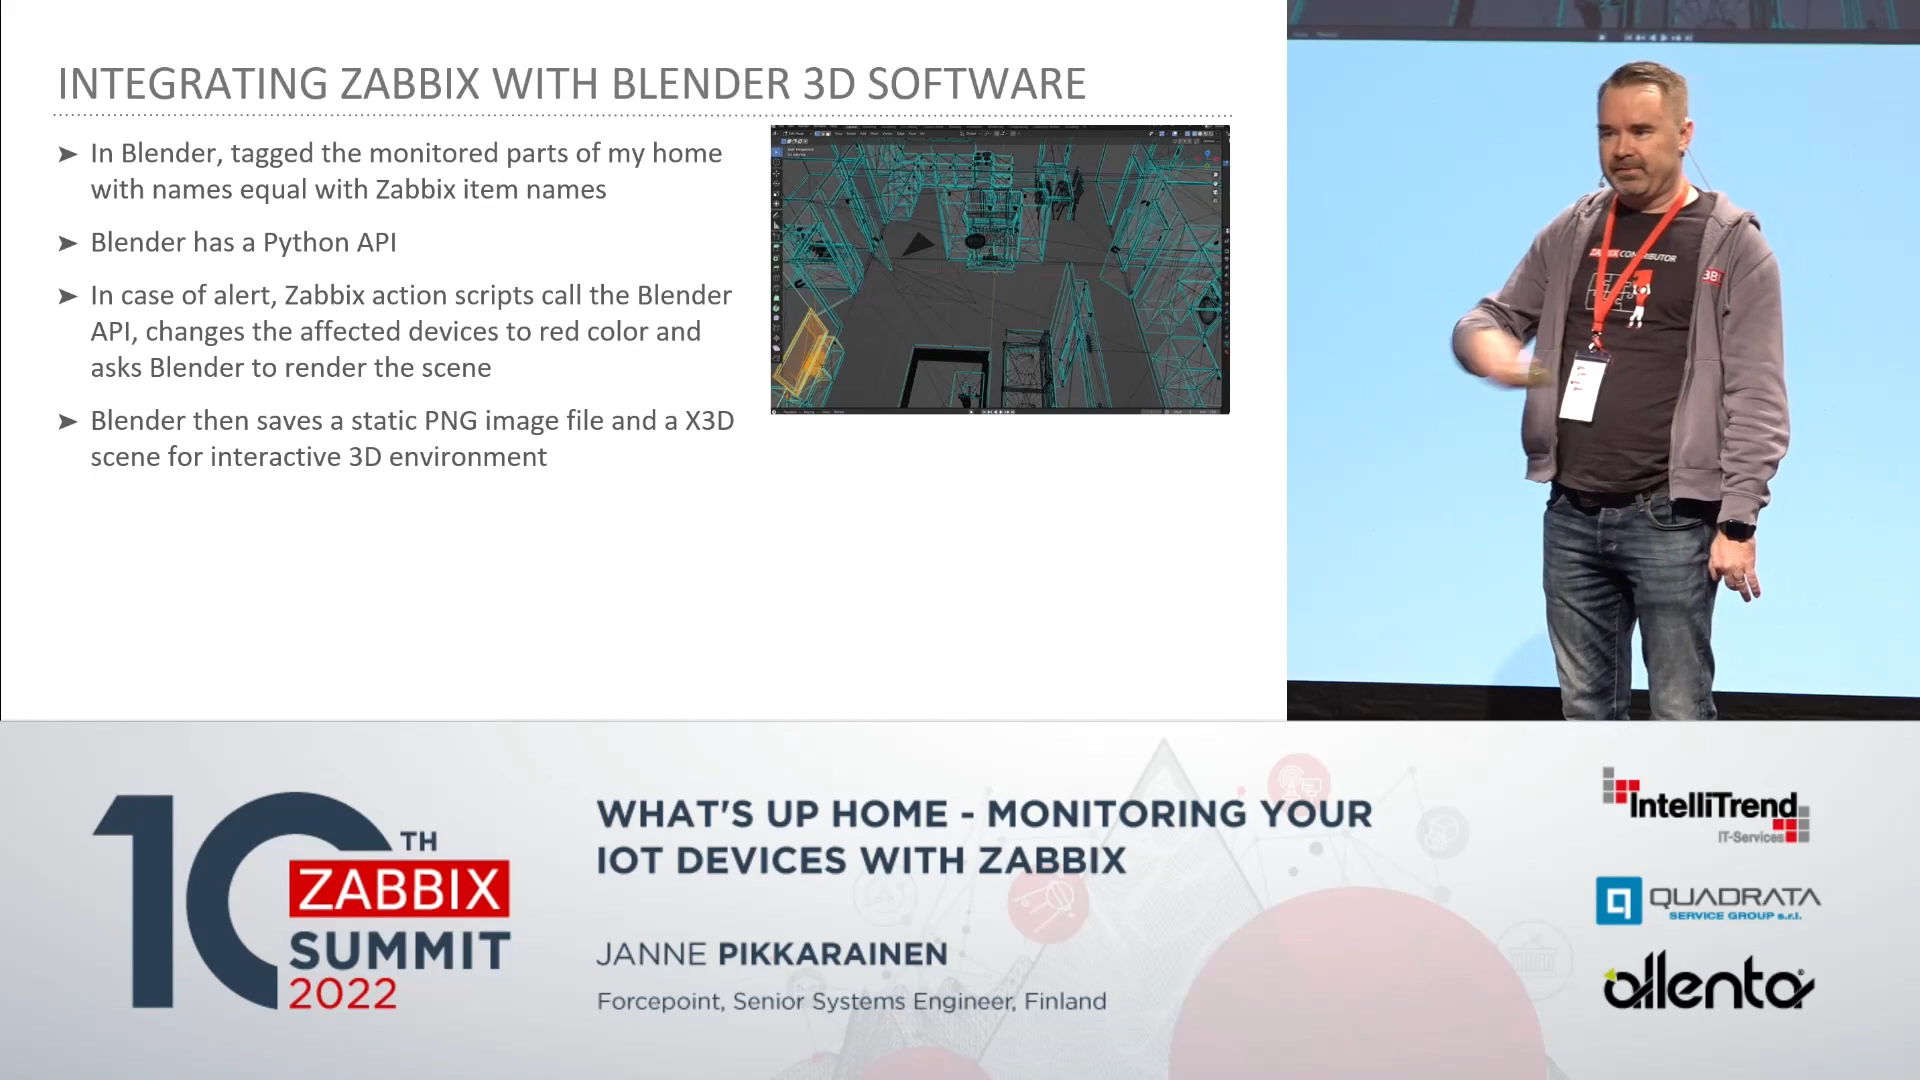 INTEGRATING ZABBIX WITH BLENDER 3D SOFTWARE
➤ In Blender, tagged the monitored parts of my home
with names equal with Zabbix item names
➤ Blender has a Python API
➤ In case of alert, Zabbix action scripts call the Blender
API, changes the affected devices to red color and
asks Blender to render the scene
➤ Blender then saves a static PNG image file and a X3D
scene for interactive 3D environment
ZABBIX CONTRIBUTOR
10TH
ZABBIX
SUMMIT
2022
WHAT'S UP HOME - MONITORING YOUR
IOT DEVICES WITH ZABBIX
JANNE PIKKARAINEN
Forcepoint, Senior Systems Engineer, Finland
IntelliTrend
IT-Services
QUADRATA
SERVICE GROUP s.r.l.
allenta